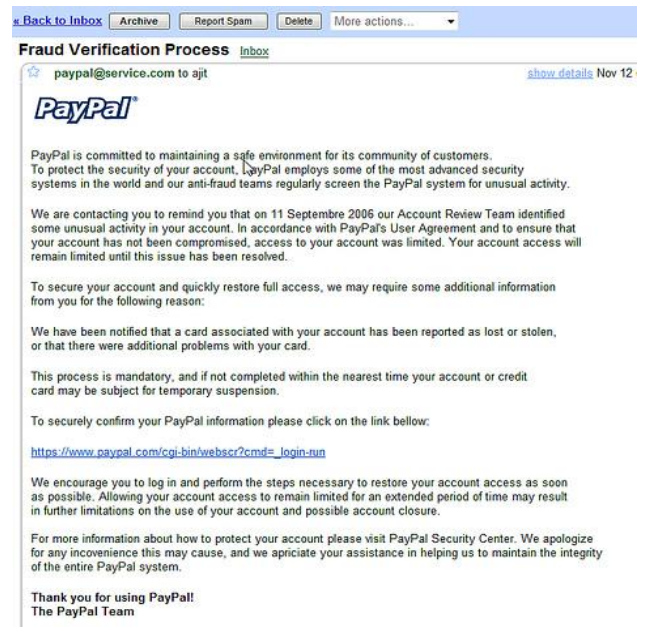 « Back to Inbox Archive Report Spam Delete More actions...
Fraud Verification Process Inbox
paypal@service.com to ajit show details Nov 12
PayPal®
PayPal is committed to maintaining a safe environment for its community of customers.
To protect the security of your account, PayPal employs some of the most advanced security
systems in the world and our anti-fraud teams regularly screen the PayPal system for unusual activity.
We are contacting you to remind you that on 11 Septembre 2006 our Account Review Team identified
some unusual activity in your account. In accordance with PayPal's User Agreement and to ensure that
your account has not been compromised, access to your account was limited. Your account access will
remain limited until this issue has been resolved.
To secure your account and quickly restore full access, we may require some additional information
from you for the following reason:
We have been notified that a card associated with your account has been reported as lost or stolen,
or that there were additional problems with your card.
This process is mandatory, and if not completed within the nearest time your account or credit
card may be subject for temporary suspension.
To securely confirm your PayPal information please click on the link bellow:
https://www.paypal.com/cgi-bin/webscr?cmd=_login-run
We encourage you to log in and perform the steps necessary to restore your account access as soon
as possible. Allowing your account access to remain limited for an extended period of time may result
in further limitations on the use of your account and possible account closure.
For more information about how to protect your account please visit PayPal Security Center. We apologize
for any incovenience this may cause, and we apriciate your assistance in helping us to maintain the integrity
of the entire PayPal system.
Thank you for using PayPal!
The PayPal Team